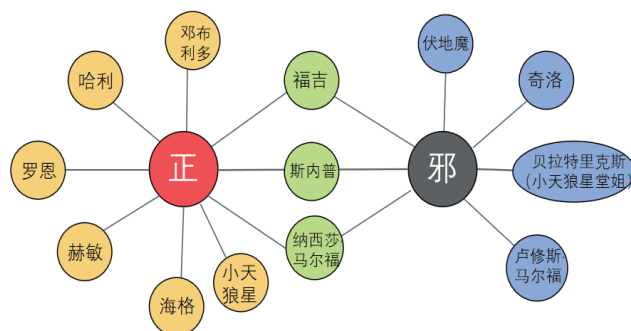 邓布
利多
伏地魔
哈利
福吉
奇洛
罗恩
正
斯内普
邪
贝拉特里克斯
(小天狼星堂姐)
赫敏
纳西莎·
马尔福
小天
狼星
卢修斯·
马尔福
海格